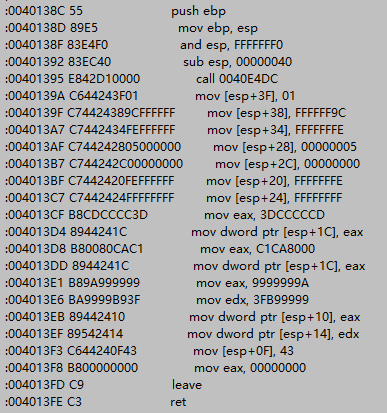 :0040138C 55 push ebp
:0040138D 89E5 mov ebp, esp
:0040138F 83E4F0 and esp, FFFFFFF0
:00401392 83EC40 sub esp, 00000040
:00401395 E842D10000 call 0040E4DC
:0040139A C644243F01 mov [esp+3F], 01
:0040139F C74424389CFFFFFF mov [esp+38], FFFFFF9C
:004013A7 C7442434FEFFFFFF mov [esp+34], FFFFFFFE
:004013AF C744242805000000 mov [esp+28], 00000005
:004013B7 C744242C00000000 mov [esp+2C], 00000000
:004013BF C7442420FEFFFFFF mov [esp+20], FFFFFFFE
:004013C7 C7442424FFFFFFFF mov [esp+24], FFFFFFFF
:004013CF B8CDCCCC3D mov eax, 3DCCCCCD
:004013D4 8944241C mov dword ptr [esp+1C], eax
:004013D8 B80080CAC1 mov eax, C1CA8000
:004013DD 8944241C mov dword ptr [esp+1C], eax
:004013E1 B89A999999 mov eax, 9999999A
:004013E6 BA9999B93F mov edx, 3FB99999
:004013EB 89442410 mov dword ptr [esp+10], eax
:004013EF 89542414 mov dword ptr [esp+14], edx
:004013F3 C644240F43 mov [esp+0F], 43
:004013F8 B800000000 mov eax, 00000000
:004013FD C9 leave
:004013FE C3 ret